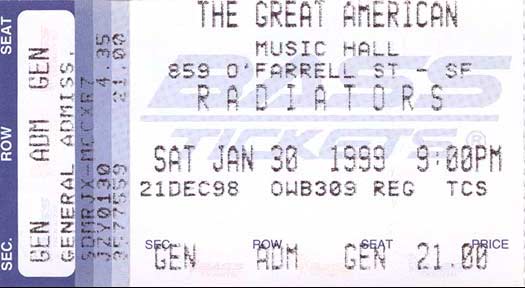 THE GREAT AMERICAN
MUSIC HALL
859 O'FARRELL ST - SF
RADIATORS
BASS
TICKETS®
SAT JAN 30 1999 9:00PM
21DEC98 OWB309 REG TCS
SEC. ROW SEAT PRICE
GEN ADM GEN 21.00
SEC. ROW SEAT
GEN ADM GEN
GENERAL ADMISS.
4.35
21.00